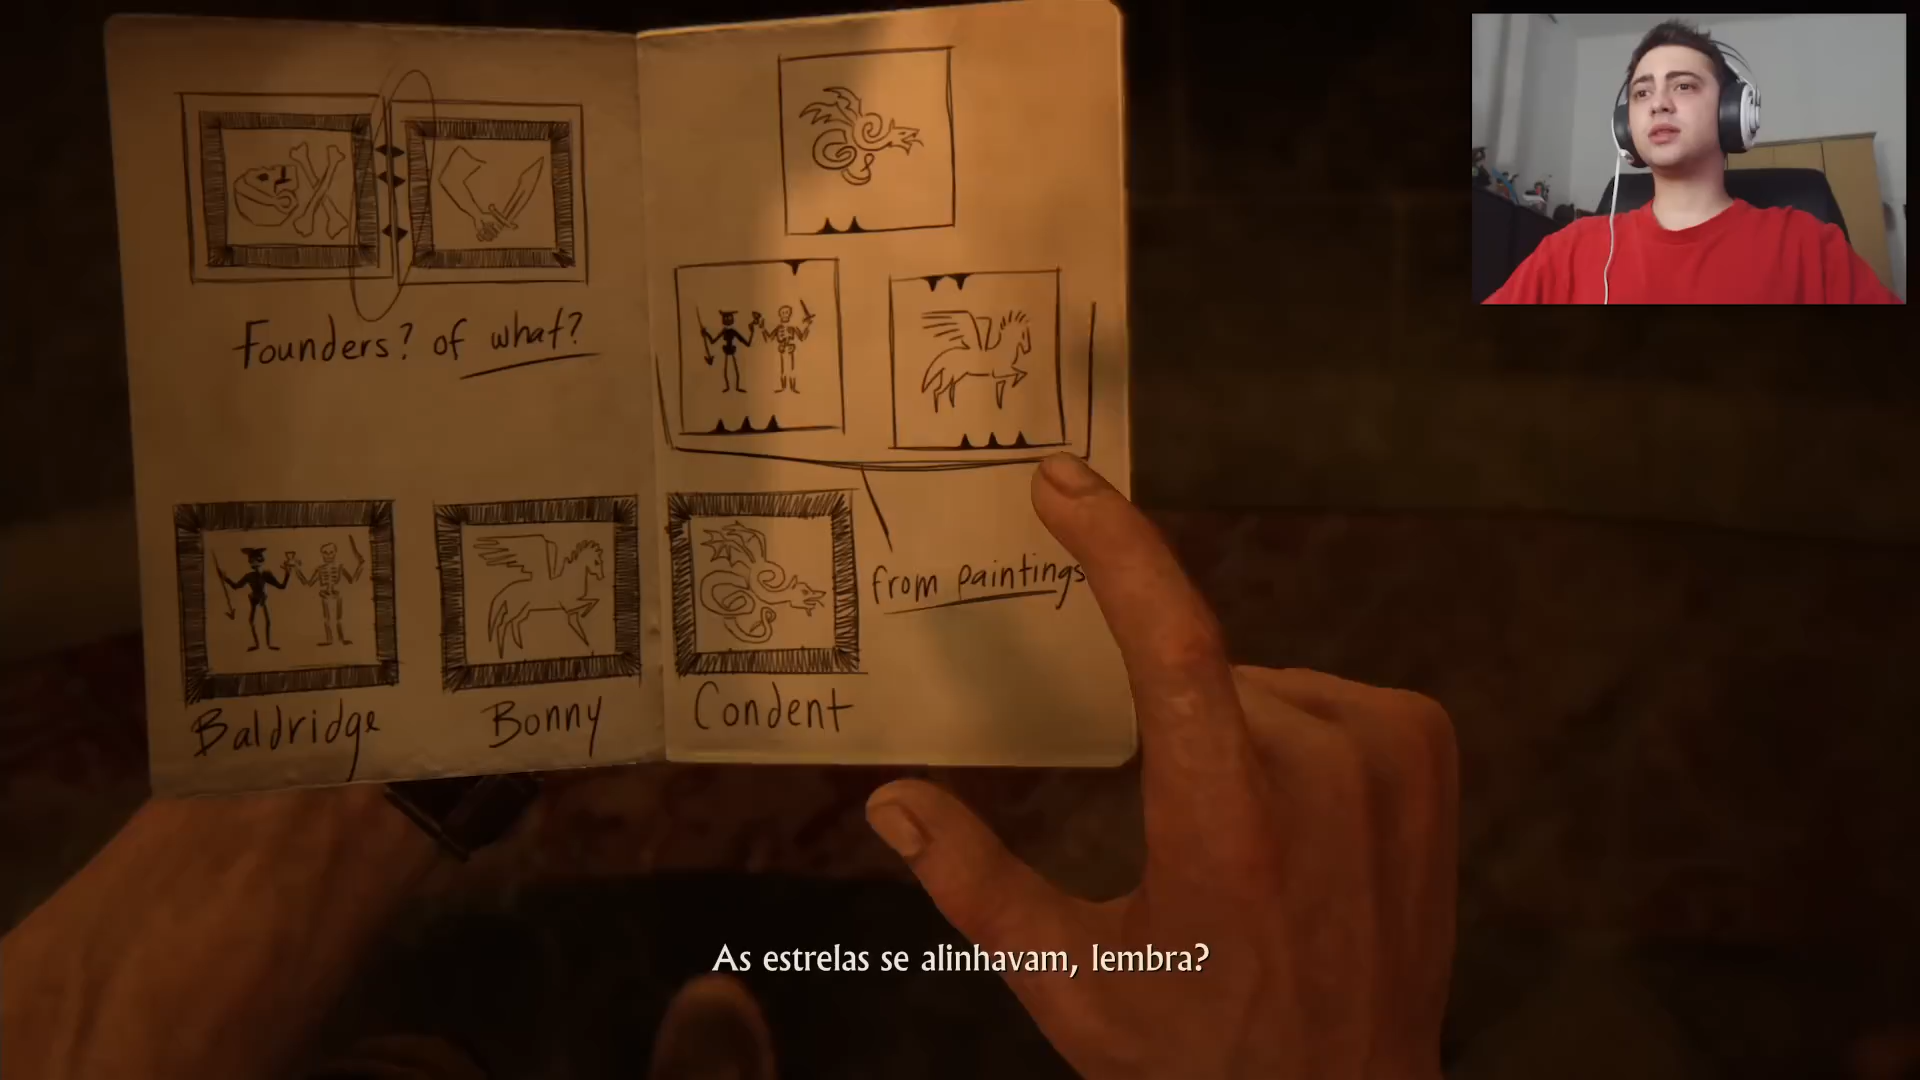 Founders? of what?
from paintings
Baldridge
Bonny
Condent
As estrelas se alinhavam, lembra?